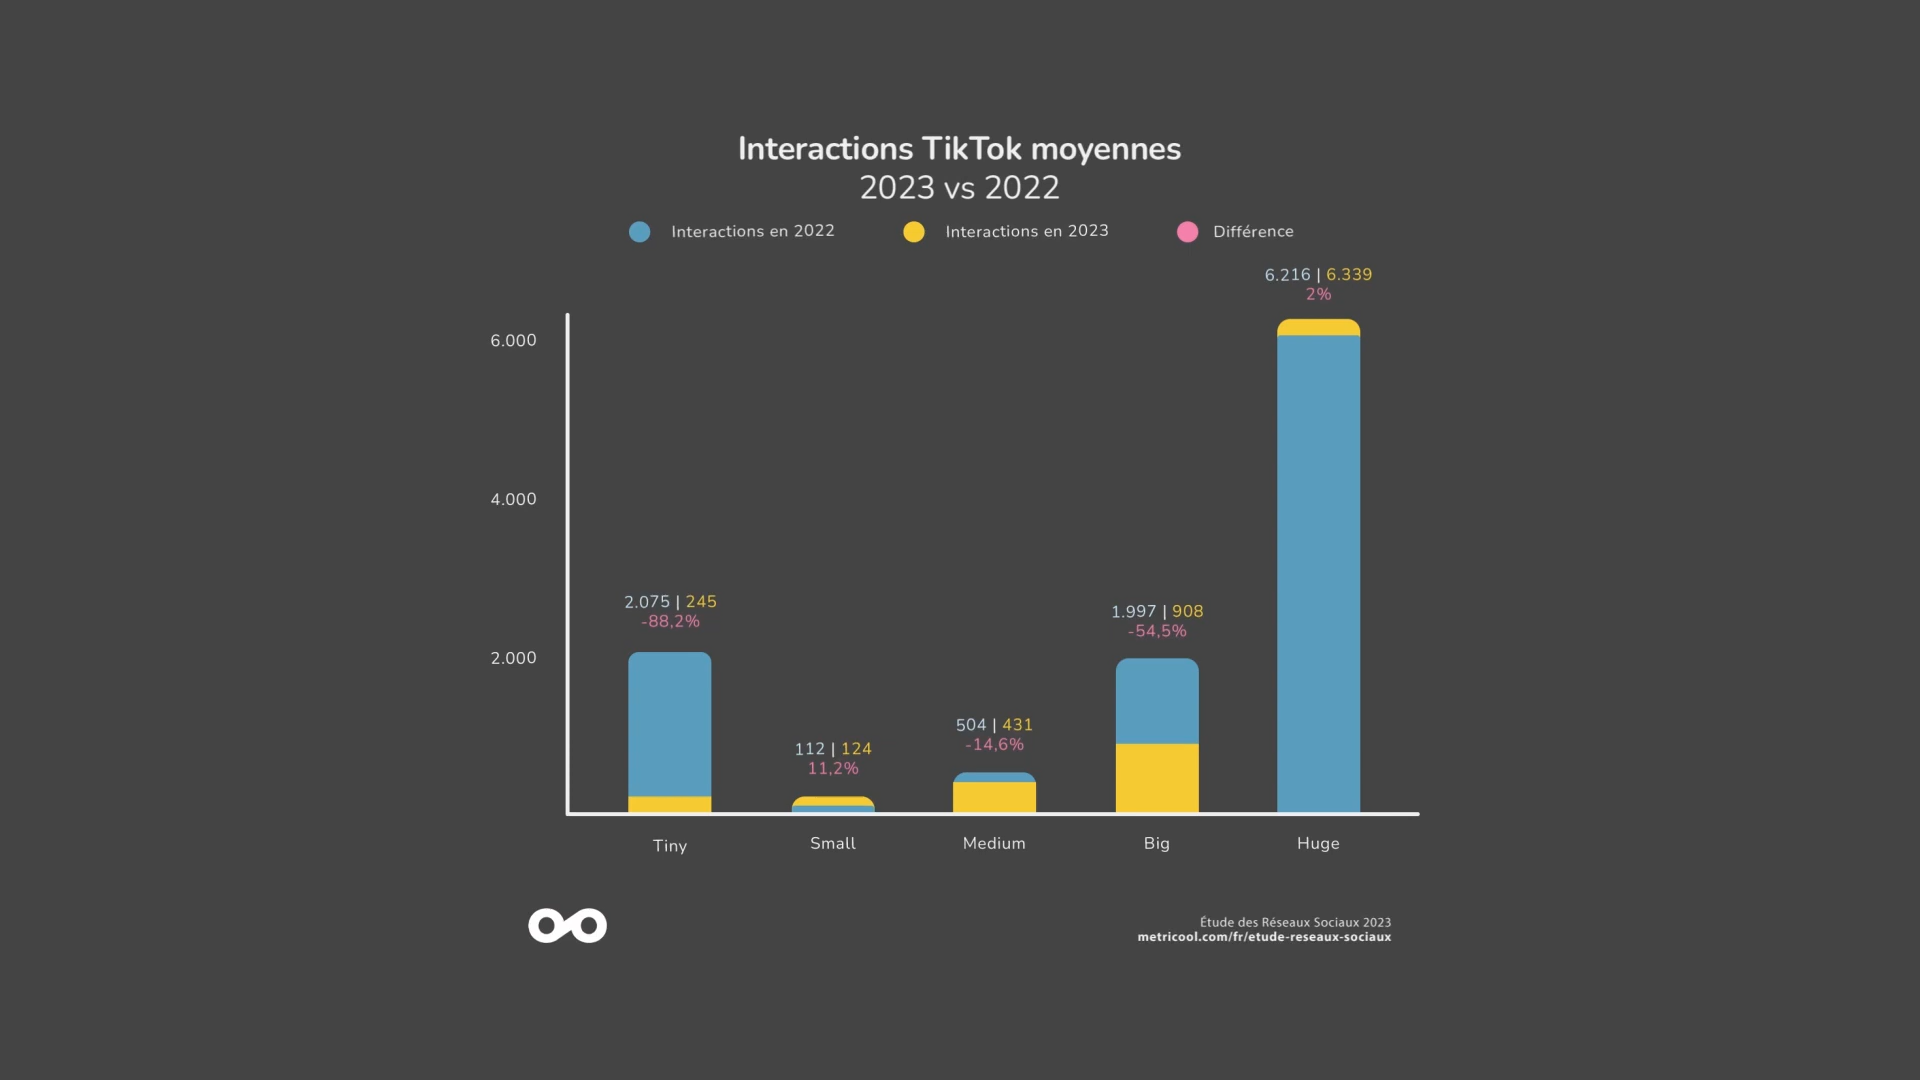 Interactions TikTok moyennes
2023 vs 2022
Interactions en 2022
Interactions en 2023
Différence
6.216 | 6.339
2%
6.000
4.000
2.000
2.075 | 245
-88,2%
112 | 124
11,2%
504 | 431
-14,6%
1.997 | 908
-54,5%
Tiny
Small
Medium
Big
Huge
Étude des Réseaux Sociaux 2023
metricool.com/fr/etude-reseaux-sociaux